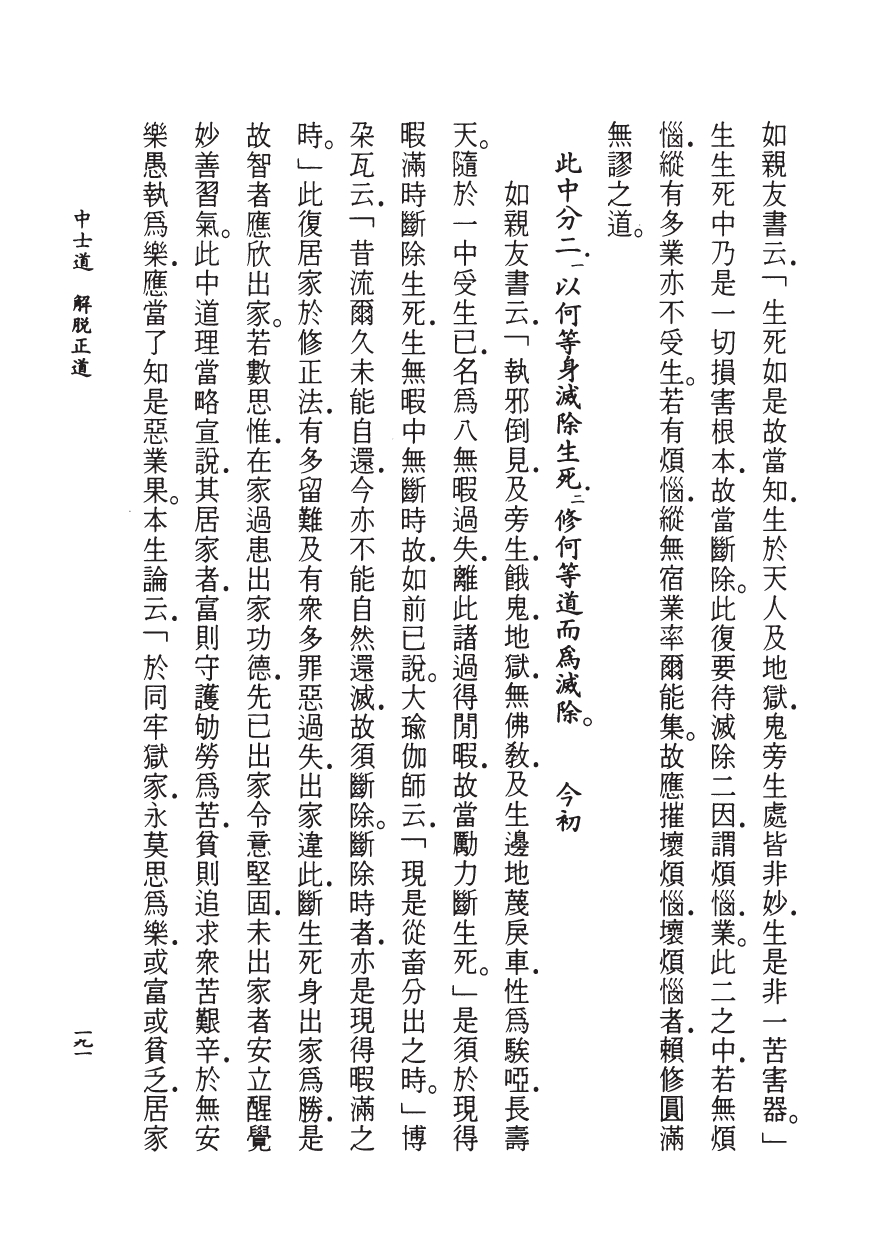 如親友書云．「生死如是故當知．生於天人及地獄．鬼旁生處皆非妙．生是非一苦害器。」
生生死中乃是一切損害根本．故當斷除。此復要待滅除二因．謂煩惱．業。此二之中．若無煩
惱．縱有多業亦不受生。若有煩惱．縱無宿業率爾能集。故應摧壞煩惱．壞煩惱者．賴修圓滿
無謬之道。
此中分二．一以何等身滅除生死．二修何等道而爲滅除。　今初
如親友書云．「執邪倒見．及旁生．餓鬼．地獄．無佛教．及生邊地蔑戾車．性爲騃啞．長壽
天。隨於一中受生已．名爲八無暇過失．離此諸過得閒暇．故當勵力斷生死。」是須於現得
暇滿時斷除生死．生無暇中無斷時故．如前已說。大瑜伽師云．「現是從畜分出之時。」博
朶瓦云．「昔流爾久未能自還．今亦不能自然還滅．故須斷除。斷除時者．亦是現得暇滿之
時。」此復居家於修正法．有多留難及有衆多罪惡過失．出家違此．斷生死身出家爲勝．是
故智者應欣出家。若數思惟．在家過患出家功德．先已出家令意堅固．未出家者安立醒覺
妙善習氣。此中道理當略宣說．其居家者．富則守護劬勞爲苦．貧則追求衆苦艱辛．於無安
樂愚執爲樂．應當了知是惡業果。本生論云．「於同牢獄家．永莫思爲樂．或富或貧乏．居家
中士道　解脫正道
一九一